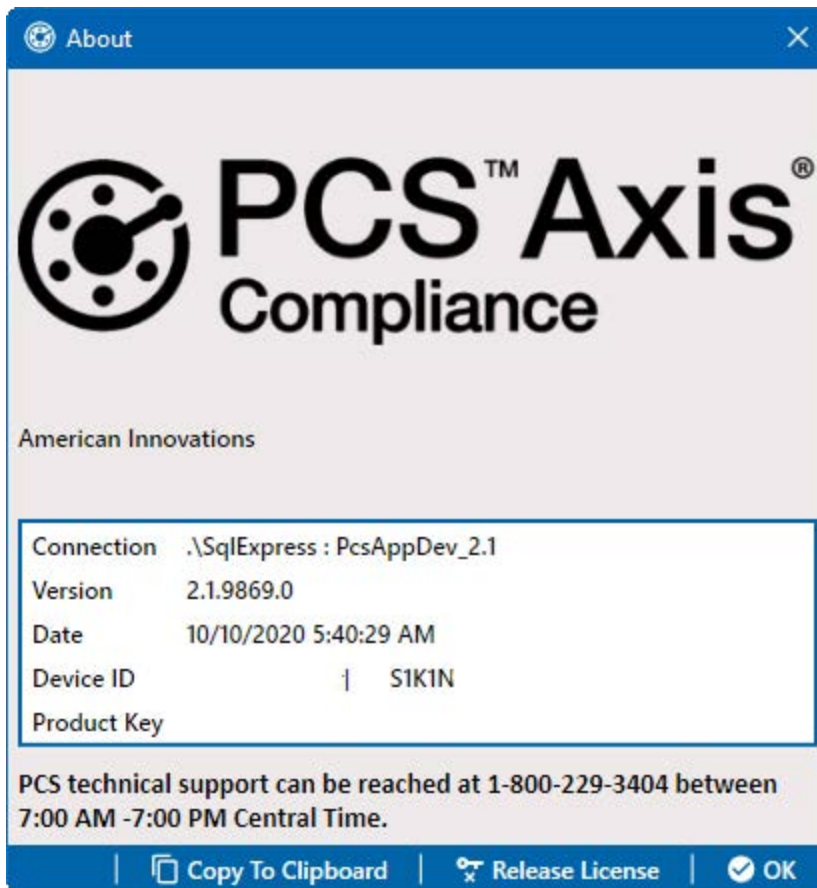 About
PCS™ Axis®
Compliance
American Innovations
Connection .\SqlExpress : PcsAppDev_2.1
Version 2.1.9869.0
Date 10/10/2020 5:40:29 AM
Device ID S1K1N
Product Key
PCS technical support can be reached at 1-800-229-3404 between
7:00 AM -7:00 PM Central Time.
Copy To Clipboard | Release License | OK